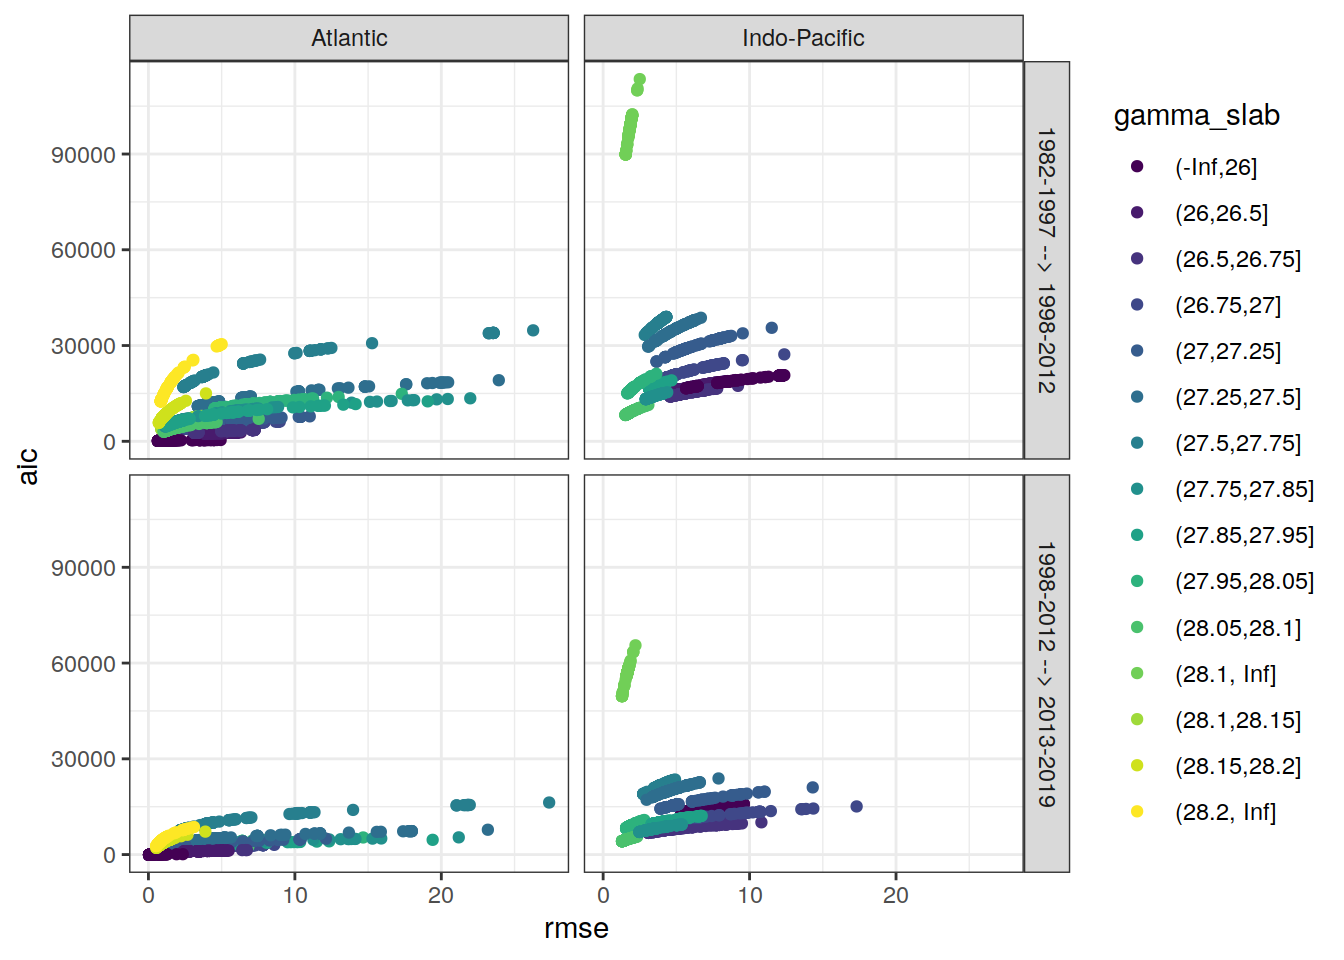 Atlantic
Indo-Pacific
90000
60000
30000
0
1982-1997 --> 1998-2012
90000
60000
30000
0
1998-2012 --> 2013-2019
0
10
20
0
10
20
rmse
aic
gamma_slab
(-Inf,26]
(26,26.5]
(26.5,26.75]
(26.75,27]
(27,27.25]
(27.25,27.5]
(27.5,27.75]
(27.75,27.85]
(27.85,27.95]
(27.95,28.05]
(28.05,28.1]
(28.1, Inf]
(28.1,28.15]
(28.15,28.2]
(28.2, Inf]